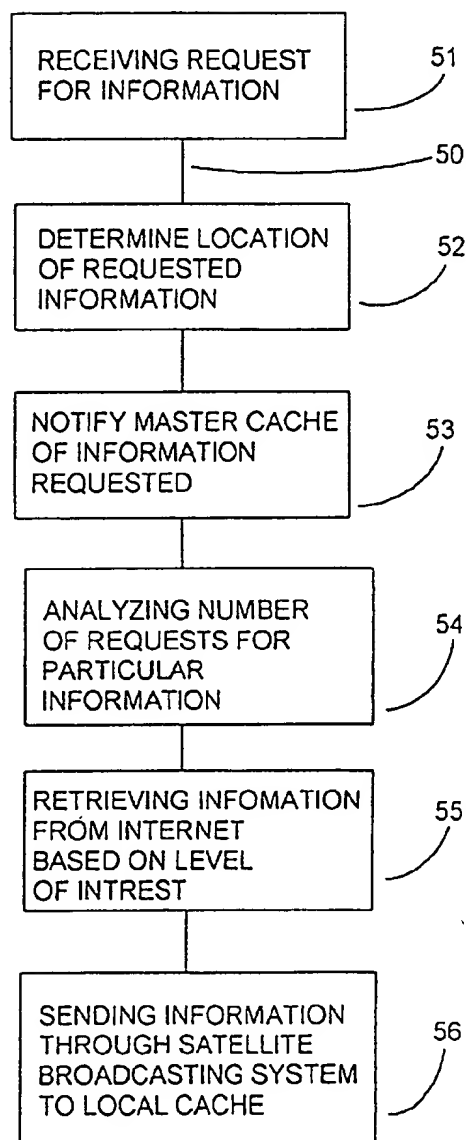 RECEIVING REQUEST
FOR INFORMATION
51
50
DETERMINE LOCATION
OF REQUESTED
INFORMATION
52
NOTIFY MASTER CACHE
OF INFORMATION
REQUESTED
53
ANALYZING NUMBER
OF REQUESTS FOR
PARTICULAR
INFORMATION
54
RETRIEVING INFOMATION
FROM INTERNET
BASED ON LEVEL
OF INTREST
55
SENDING INFORMATION
THROUGH SATELLITE
BROADCASTING SYSTEM
TO LOCAL CACHE
56